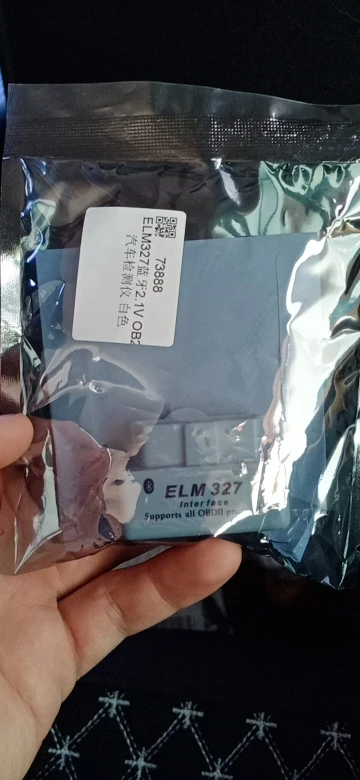 73888
ELM327蓝牙2.1V OB2
汽车检测仪 白色
ELM 327
Interface
Supports all OBDII